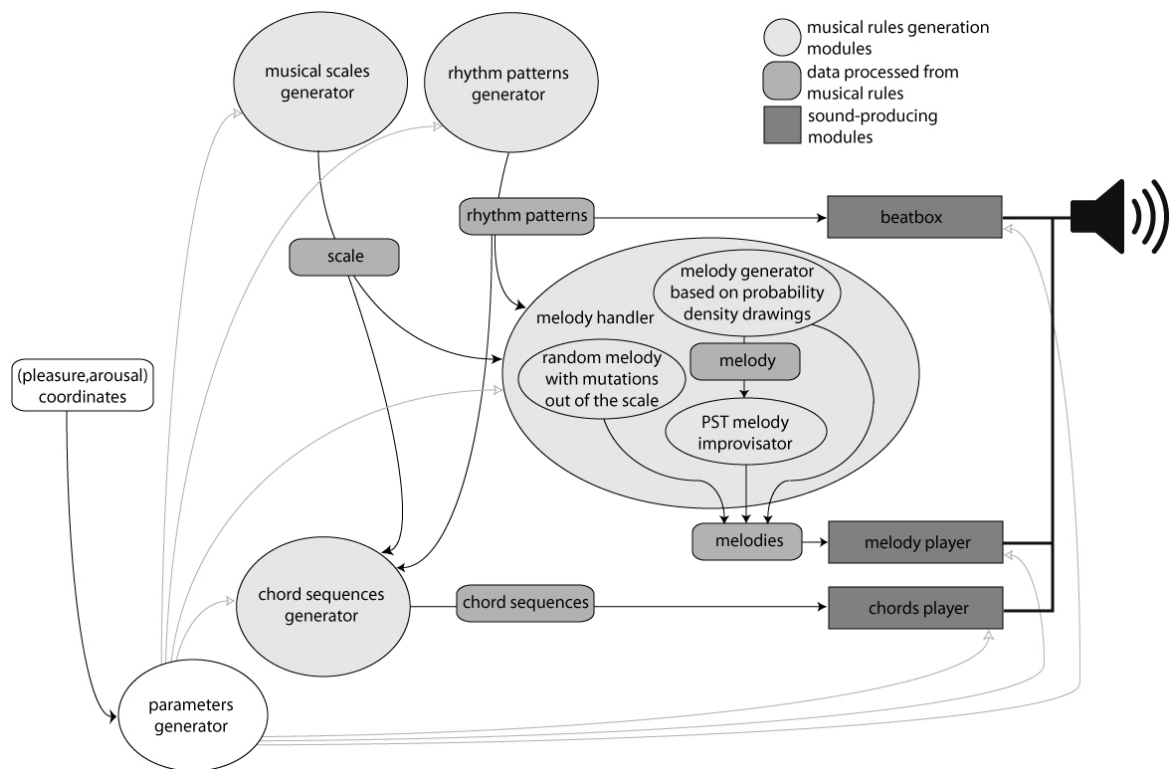 musical scales
generator
rhythm patterns
generator
musical rules generation
modules
data processed from
musical rules
sound-producing
modules
rhythm patterns
beatbox
scale
melody generator
based on probability
density drawings
melody handler
random melody
with mutations
out of the scale
melody
(pleasure,arousal)
coordinates
PST melody
improvisator
melodies
melody player
chord sequences
generator
chord sequences
chords player
parameters
generator